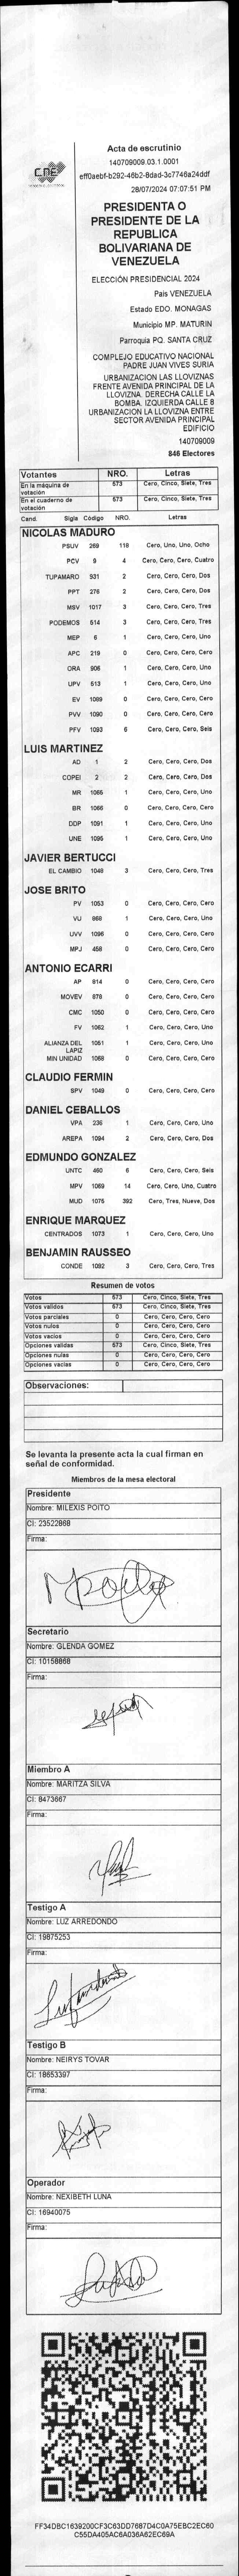 CNE
Acta de escrutinio
140709009.03.1.0001
eff0aebf-b292-46b2-8dad-3c7746a24ddf
28/07/2024 07:07:51 PM
PRESIDENTA O
PRESIDENTE DE LA
REPUBLICA
BOLIVARIANA DE
VENEZUELA
ELECCIÓN PRESIDENCIAL 2024
País VENEZUELA
Estado EDO. MONAGAS
Municipio MP. MATURIN
Parroquia PQ. SANTA CRUZ
COMPLEJO EDUCATIVO NACIONAL
PADRE JUAN VIVES SURIA
URBANIZACION LAS LLOVIZNAS
FRENTE AVENIDA PRINCIPAL DE LA
LLOVIZNA. DERECHA CALLE LA
BOMBA. IZQUIERDA CALLE 8
URBANIZACION LA LLOVIZNA ENTRE
SECTOR AVENIDA PRINCIPAL
EDIFICIO
140709009
846 Electores
Votantes NRO. Letras
En la máquina de votación 573 Cero, Cinco, Siete, Tres
En el cuaderno de votación 573 Cero, Cinco, Siete, Tres
Cand. Sigla Código NRO. Letras
NICOLAS MADURO
PSUV 269 118 Cero, Uno, Uno, Ocho
PCV 9 4 Cero, Cero, Cero, Cuatro
TUPAMARO 931 2 Cero, Cero, Cero, Dos
PPT 276 2 Cero, Cero, Cero, Dos
MSV 1017 3 Cero, Cero, Cero, Tres
PODEMOS 514 3 Cero, Cero, Cero, Tres
MEP 6 1 Cero, Cero, Cero, Uno
APC 219 0 Cero, Cero, Cero, Cero
ORA 906 1 Cero, Cero, Cero, Uno
UPV 513 1 Cero, Cero, Cero, Uno
EV 1089 0 Cero, Cero, Cero, Cero
PVV 1090 0 Cero, Cero, Cero, Cero
PFV 1093 6 Cero, Cero, Cero, Seis
LUIS MARTINEZ
AD 1 2 Cero, Cero, Cero, Dos
COPEI 2 2 Cero, Cero, Cero, Dos
MR 1065 1 Cero, Cero, Cero, Uno
BR 1066 0 Cero, Cero, Cero, Cero
DDP 1091 1 Cero, Cero, Cero, Uno
UNE 1095 1 Cero, Cero, Cero, Uno
JAVIER BERTUCCI
EL CAMBIO 1048 3 Cero, Cero, Cero, Tres
JOSE BRITO
PV 1053 0 Cero, Cero, Cero, Cero
VU 868 1 Cero, Cero, Cero, Uno
UVV 1096 0 Cero, Cero, Cero, Cero
MPJ 458 0 Cero, Cero, Cero, Cero
ANTONIO ECARRI
AP 814 0 Cero, Cero, Cero, Cero
MOVEV 878 0 Cero, Cero, Cero, Cero
CMC 1050 0 Cero, Cero, Cero, Cero
FV 1062 1 Cero, Cero, Cero, Uno
ALIANZA DEL LAPIZ 1051 1 Cero, Cero, Cero, Uno
MIN UNIDAD 1068 0 Cero, Cero, Cero, Cero
CLAUDIO FERMIN
SPV 1049 0 Cero, Cero, Cero, Cero
DANIEL CEBALLOS
VPA 236 1 Cero, Cero, Cero, Uno
AREPA 1094 2 Cero, Cero, Cero, Dos
EDMUNDO GONZALEZ
UNTC 460 6 Cero, Cero, Cero, Seis
MPV 1069 14 Cero, Cero, Uno, Cuatro
MUD 1076 392 Cero, Tres, Nueve, Dos
ENRIQUE MARQUEZ
CENTRADOS 1073 1 Cero, Cero, Cero, Uno
BENJAMIN RAUSSEO
CONDE 1092 3 Cero, Cero, Cero, Tres
Resumen de votos
Votos 573 Cero, Cinco, Siete, Tres
Votos validos 573 Cero, Cinco, Siete, Tres
Votos parciales 0 Cero, Cero, Cero, Cero
Votos nulos 0 Cero, Cero, Cero, Cero
Votos vacios 0 Cero, Cero, Cero, Cero
Opciones validas 573 Cero, Cinco, Siete, Tres
Opciones nulas 0 Cero, Cero, Cero, Cero
Opciones vacias 0 Cero, Cero, Cero, Cero
Observaciones:
Se levanta la presente acta la cual firman en
señal de conformidad.
Miembros de la mesa electoral
Presidente
Nombre: MILEXIS POITO
CI: 23522868
Firma:
Secretario
Nombre: GLENDA GOMEZ
CI: 10158868
Firma:
Miembro A
Nombre: MARITZA SILVA
CI: 8473667
Firma:
Testigo A
Nombre: LUZ ARREDONDO
CI: 19875253
Firma:
Testigo B
Nombre: NEIRYS TOVAR
CI: 18653397
Firma:
Operador
Nombre: NEXIBETH LUNA
CI: 16940075
Firma:
FF34DBC1639200CF3C63DD7687D4C0A75EBC2EC60
C55DA405AC6A036A62EC69A